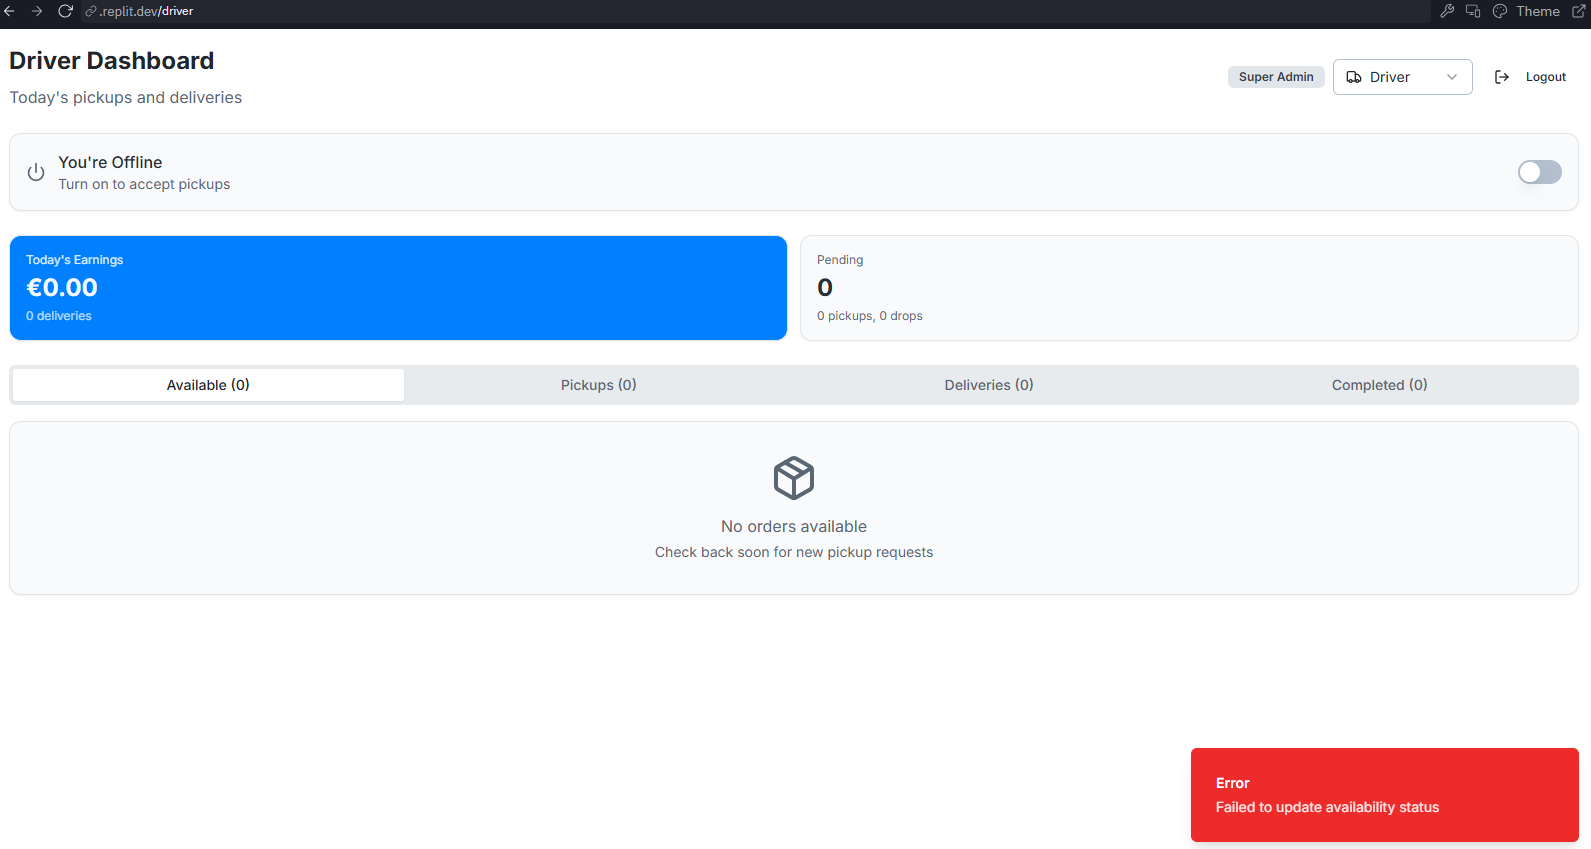 .replit.dev/driver
Theme
Driver Dashboard
Today's pickups and deliveries
Super Admin
Driver
Logout
You're Offline
Turn on to accept pickups
Today's Earnings
€0.00
0 deliveries
Pending
0
0 pickups, 0 drops
Available (0)
Pickups (0)
Deliveries (0)
Completed (0)
No orders available
Check back soon for new pickup requests
Error
Failed to update availability status